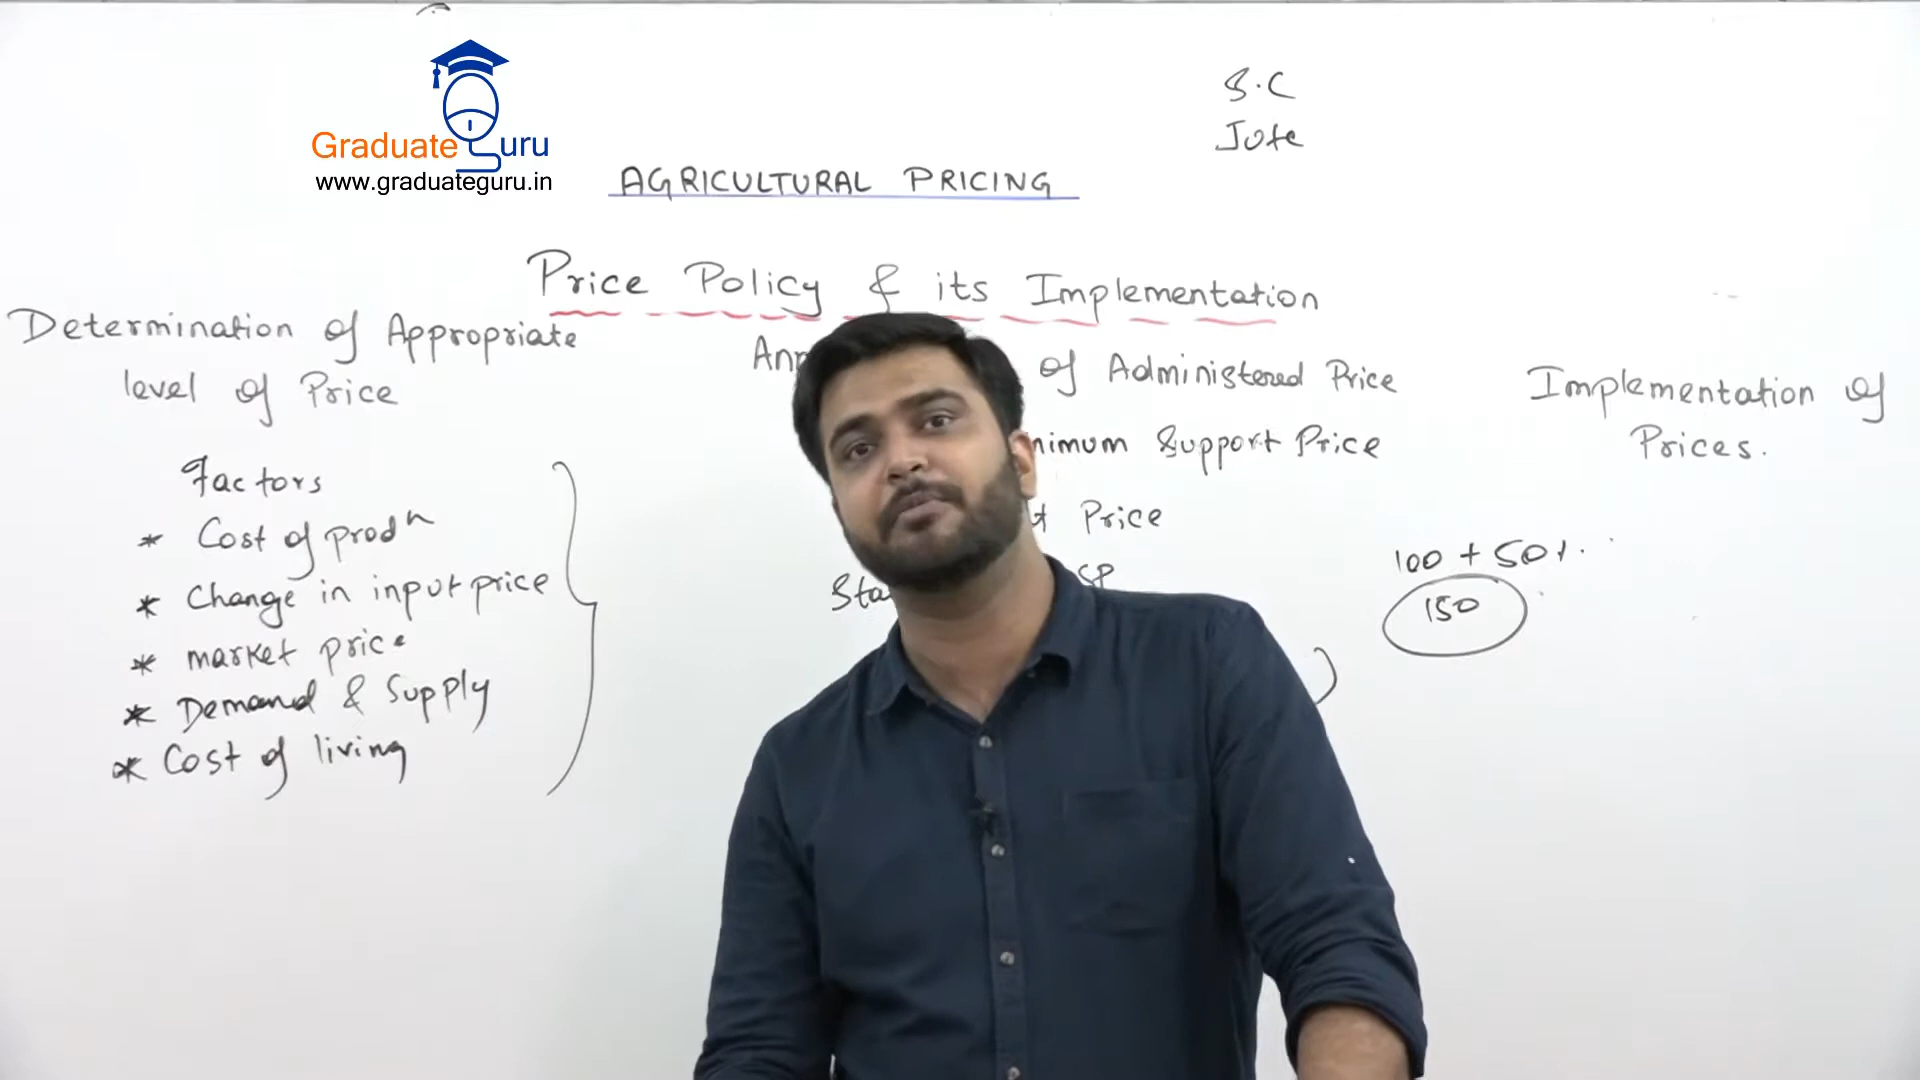 S.C
Jute
Graduate Guru
www.graduateguru.in
AGRICULTURAL PRICING
Price Policy & its Implementation
Determination of Appropriate
level of Price
Factors
* Cost of prodn
* Change in input price
* market price
* Demand & Supply
* Cost of living
of Administered Price
nimum Support Price
Price
Sta
SP
Implementation of
Prices.
100 + 50%.
150